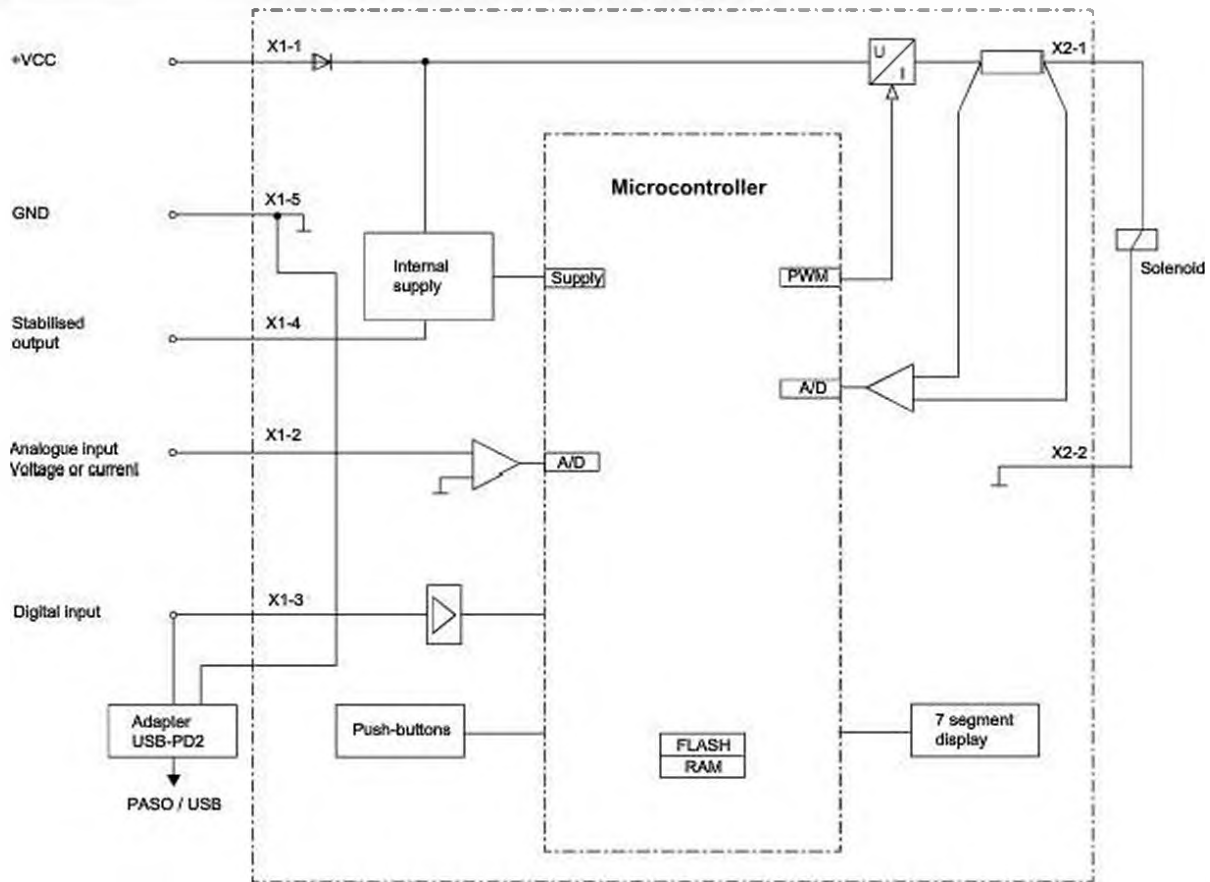 +VCC
X1-1
U
I
X2-1
Microcontroller
GND
X1-5
Internal
supply
Supply
PWM
Solenoid
Stabilised
output
X1-4
A/D
Analogue input
Voltage or current
X1-2
A/D
X2-2
Digital input
X1-3
Adapler
USB-PD2
Push-buttons
FLASH
RAM
7 segment
display
PASO / USB